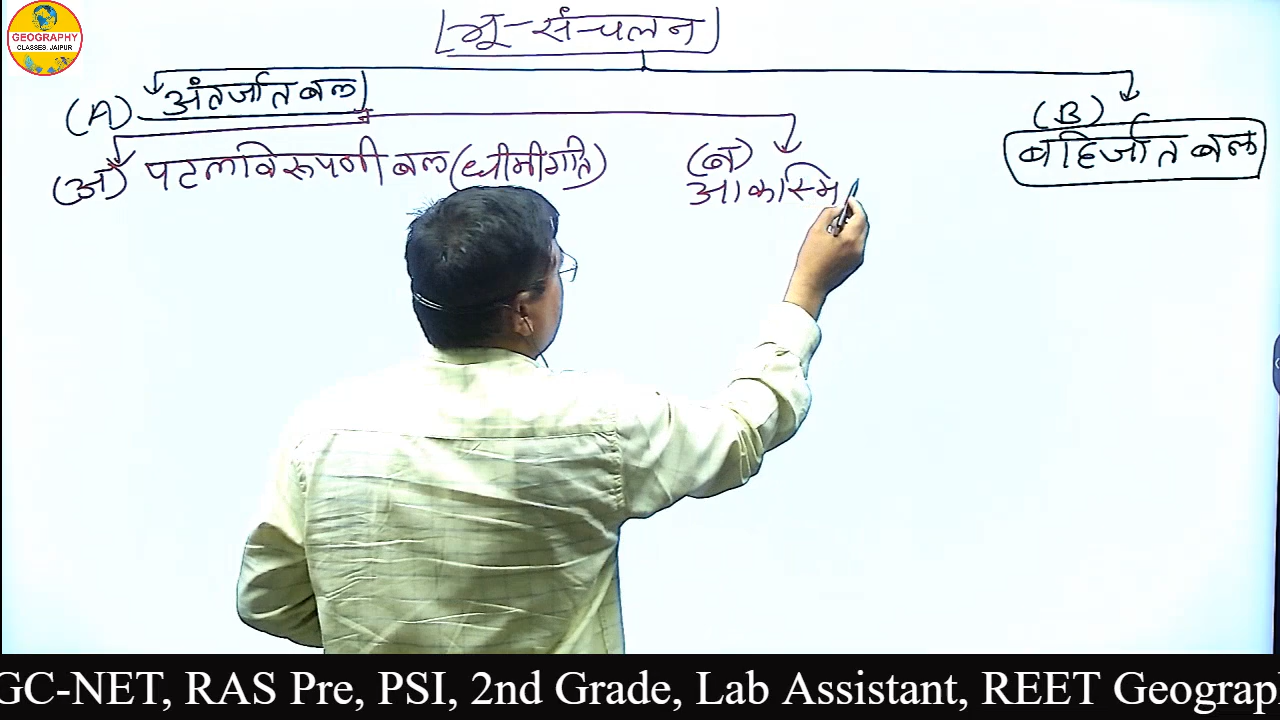 GEOGRAPHY
CLASSES, JAIPUR
भू-संचलन
(A) अंतर्जात बल
(B)
बहिर्जात बल
(अ) पटलविरूपणी बल (धीमी गति)
(ब)
आकस्मि
GC-NET, RAS Pre, PSI, 2nd Grade, Lab Assistant, REET Geograp